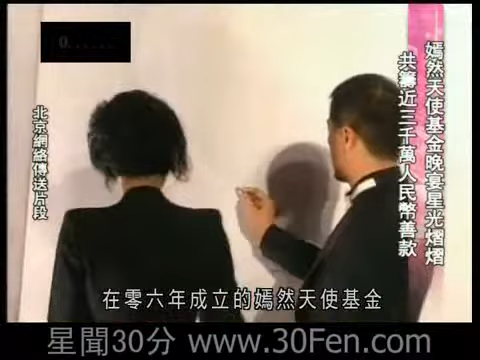 嫣然天使基金晚宴星光熠熠
共籌近三千萬人民幣善款
北京網絡傳送片段
在零六年成立的嫣然天使基金
星聞30分 www.30Fen.com